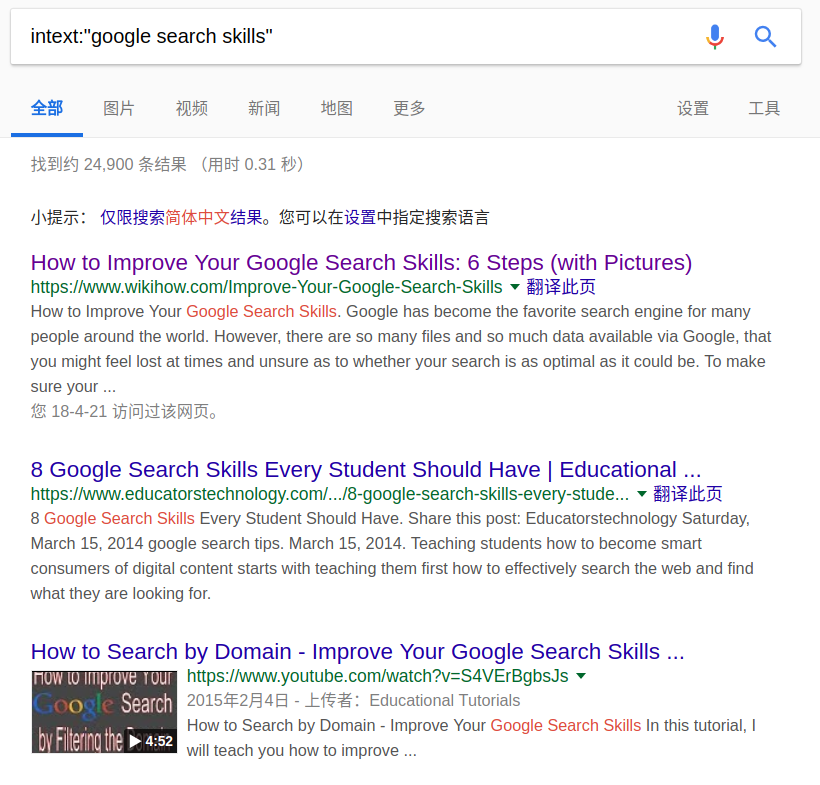 intext:"google search skills"
全部 图片 视频 新闻 地图 更多 设置 工具
找到约 24,900 条结果 （用时 0.31 秒）
小提示： 仅限搜索简体中文结果。您可以在设置中指定搜索语言
How to Improve Your Google Search Skills: 6 Steps (with Pictures)
https://www.wikihow.com/Improve-Your-Google-Search-Skills 翻译此页
How to Improve Your Google Search Skills. Google has become the favorite search engine for many
people around the world. However, there are so many files and so much data available via Google, that
you might feel lost at times and unsure as to whether your search is as optimal as it could be. To make
sure your ...
您 18-4-21 访问过该网页。
8 Google Search Skills Every Student Should Have | Educational ...
https://www.educatorstechnology.com/.../8-google-search-skills-every-stude... 翻译此页
8 Google Search Skills Every Student Should Have. Share this post: Educatorstechnology Saturday,
March 15, 2014 google search tips. March 15, 2014. Teaching students how to become smart
consumers of digital content starts with teaching them first how to effectively search the web and find
what they are looking for.
How to Search by Domain - Improve Your Google Search Skills ...
How to Improve Your
Google Search
by Filtering the Domain
4:52
https://www.youtube.com/watch?v=S4VErBgbsJs
2015年2月4日 - 上传者：Educational Tutorials
How to Search by Domain - Improve Your Google Search Skills In this tutorial, I
will teach you how to improve ...